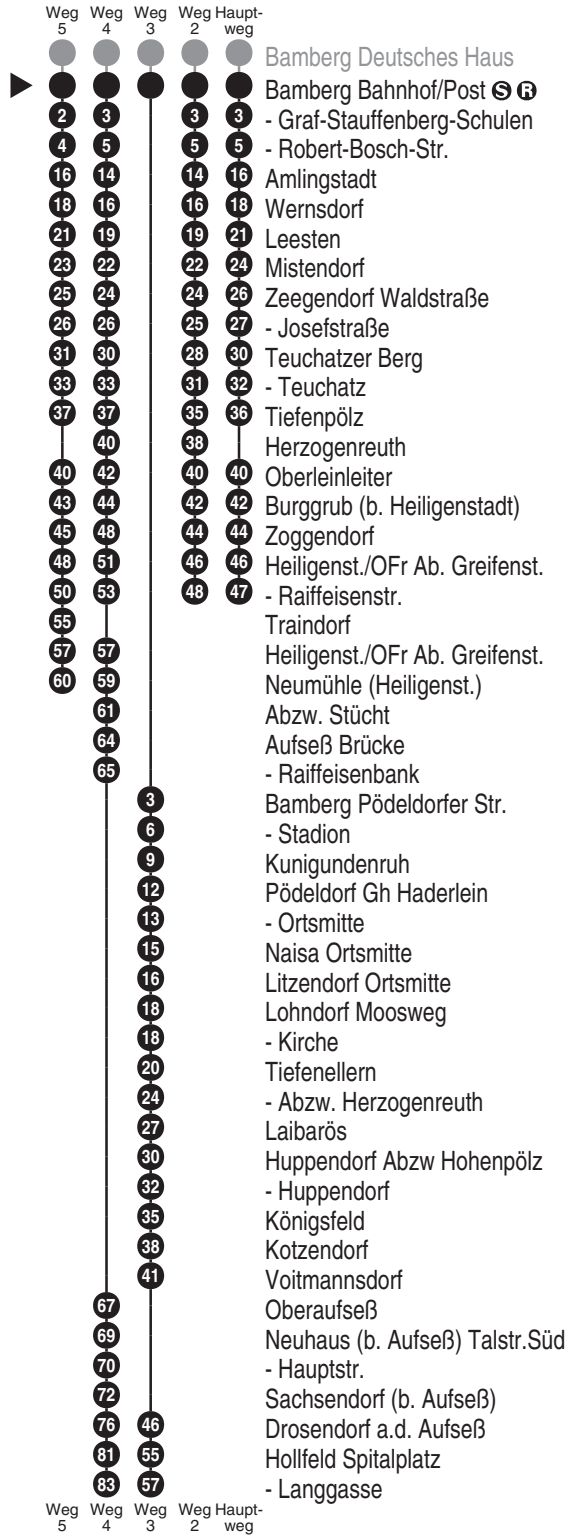 Weg Weg Weg Weg Haupt-
5 4 3 2 weg
Bamberg Deutsches Haus
Bamberg Bahnhof/Post S R
2 3 3 3 - Graf-Stauffenberg-Schulen
4 5 5 5 - Robert-Bosch-Str.
16 14 14 16 Amlingstadt
18 16 16 18 Wernsdorf
21 19 19 21 Leesten
23 22 22 24 Mistendorf
25 24 24 26 Zeegendorf Waldstraße
26 26 25 27 - Josefstraße
31 30 28 30 Teuchatzer Berg
33 33 31 32 - Teuchatz
37 37 35 36 Tiefenpölz
40 38 Herzogenreuth
40 42 40 40 Oberleinleiter
43 44 42 42 Burggrub (b. Heiligenstadt)
45 48 44 44 Zoggendorf
48 51 46 46 Heiligenst./OFr Ab. Greifenst.
50 53 48 47 - Raiffeisenstr.
55 Traindorf
57 57 Heiligenst./OFr Ab. Greifenst.
60 59 Neumühle (Heiligenst.)
61 Abzw. Stücht
64 Aufseß Brücke
65 - Raiffeisenbank
3 Bamberg Pödeldorfer Str.
6 - Stadion
9 Kunigundenruh
12 Pödeldorf Gh Haderlein
13 - Ortsmitte
15 Naisa Ortsmitte
16 Litzendorf Ortsmitte
18 Lohndorf Moosweg
18 - Kirche
20 Tiefenellern
24 - Abzw. Herzogenreuth
27 Laibarös
30 Huppendorf Abzw Hohenpölz
32 - Huppendorf
35 Königsfeld
38 Kotzendorf
41 Voitmannsdorf
67 Oberaufseß
69 Neuhaus (b. Aufseß) Talstr.Süd
70 - Hauptstr.
72 Sachsendorf (b. Aufseß)
76 46 Drosendorf a.d. Aufseß
81 55 Hollfeld Spitalplatz
83 57 - Langgasse
Weg Weg Weg Weg Haupt-
5 4 3 2 weg